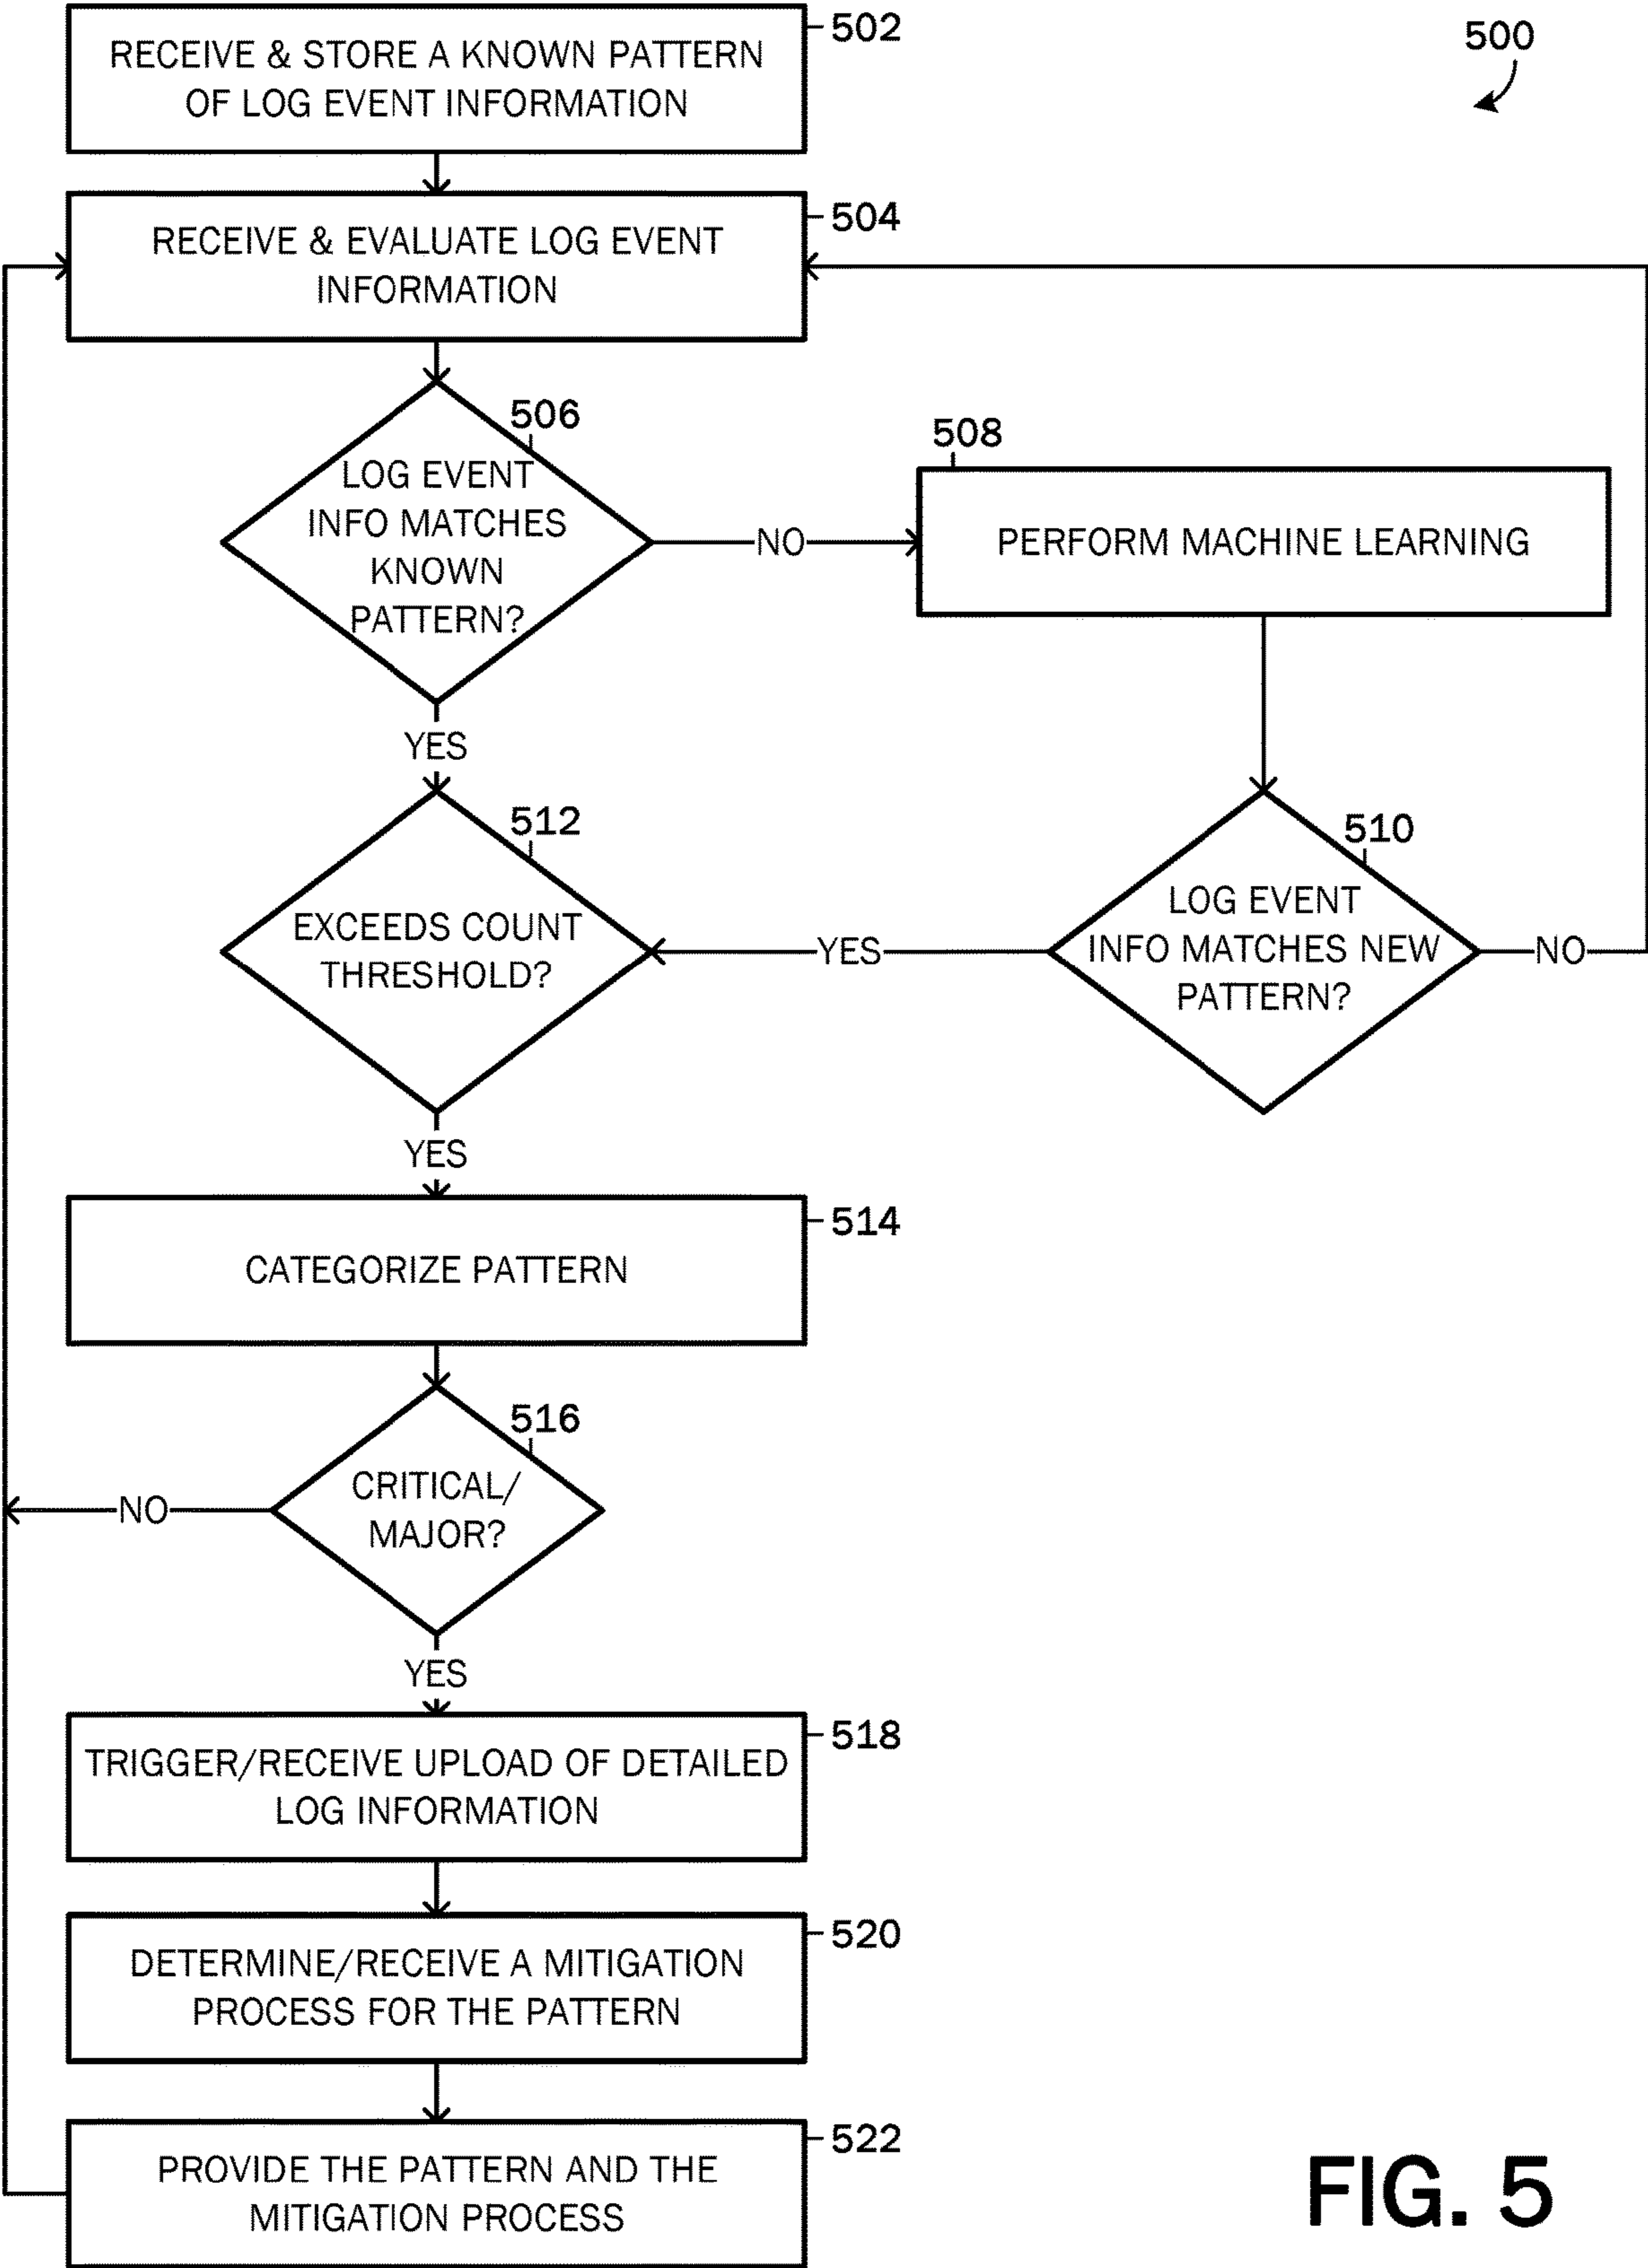 502
RECEIVE & STORE A KNOWN PATTERN
OF LOG EVENT INFORMATION
500
504
RECEIVE & EVALUATE LOG EVENT
INFORMATION
506
LOG EVENT
INFO MATCHES
KNOWN
PATTERN?
NO
508
PERFORM MACHINE LEARNING
YES
512
EXCEEDS COUNT
THRESHOLD?
YES
510
LOG EVENT
INFO MATCHES NEW
PATTERN?
NO
YES
514
CATEGORIZE PATTERN
516
CRITICAL/
MAJOR?
NO
YES
518
TRIGGER/RECEIVE UPLOAD OF DETAILED
LOG INFORMATION
520
DETERMINE/RECEIVE A MITIGATION
PROCESS FOR THE PATTERN
522
PROVIDE THE PATTERN AND THE
MITIGATION PROCESS
FIG. 5